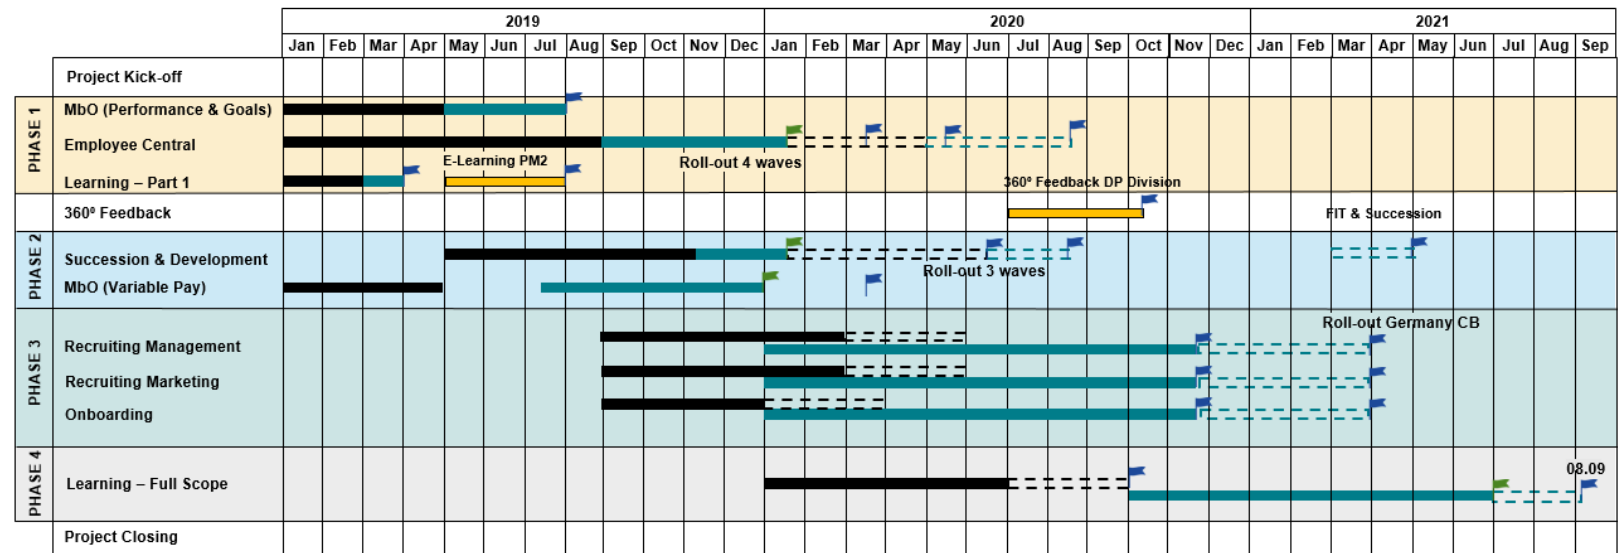 2019 2020 2021
Jan Feb Mar Apr May Jun Jul Aug Sep Oct Nov Dec Jan Feb Mar Apr May Jun Jul Aug Sep Oct Nov Dec Jan Feb Mar Apr May Jun Jul Aug Sep
Project Kick-off
PHASE 1
MbO (Performance & Goals)
Employee Central
E-Learning PM2
Roll-out 4 waves
Learning – Part 1
360º Feedback DP Division
360º Feedback
FIT & Succession
PHASE 2
Succession & Development
Roll-out 3 waves
MbO (Variable Pay)
PHASE 3
Roll-out Germany CB
Recruiting Management
Recruiting Marketing
Onboarding
PHASE 4
08.09
Learning – Full Scope
Project Closing